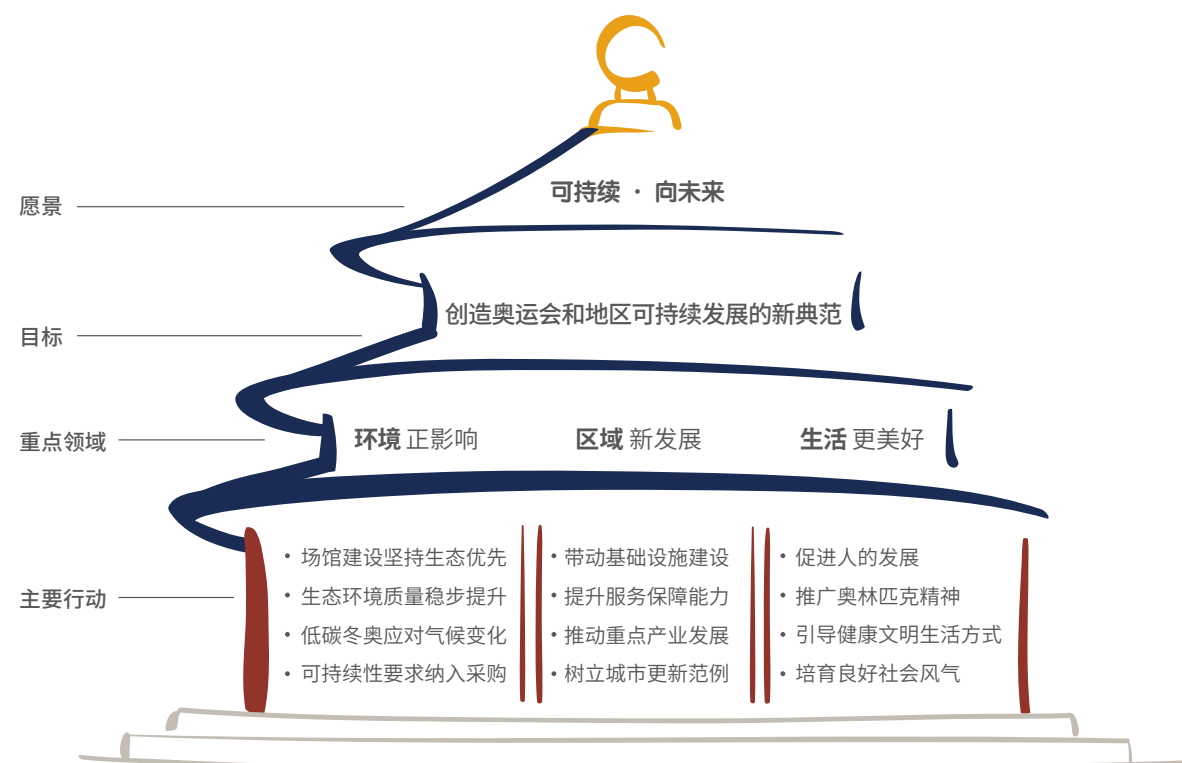 愿景
可持续 · 向未来
目标
创造奥运会和地区可持续发展的新典范
重点领域
环境 正影响
区域 新发展
生活 更美好
主要行动
• 场馆建设坚持生态优先
• 生态环境质量稳步提升
• 低碳冬奥应对气候变化
• 可持续性要求纳入采购
• 带动基础设施建设
• 提升服务保障能力
• 推动重点产业发展
• 树立城市更新范例
• 促进人的发展
• 推广奥林匹克精神
• 引导健康文明生活方式
• 培育良好社会风气